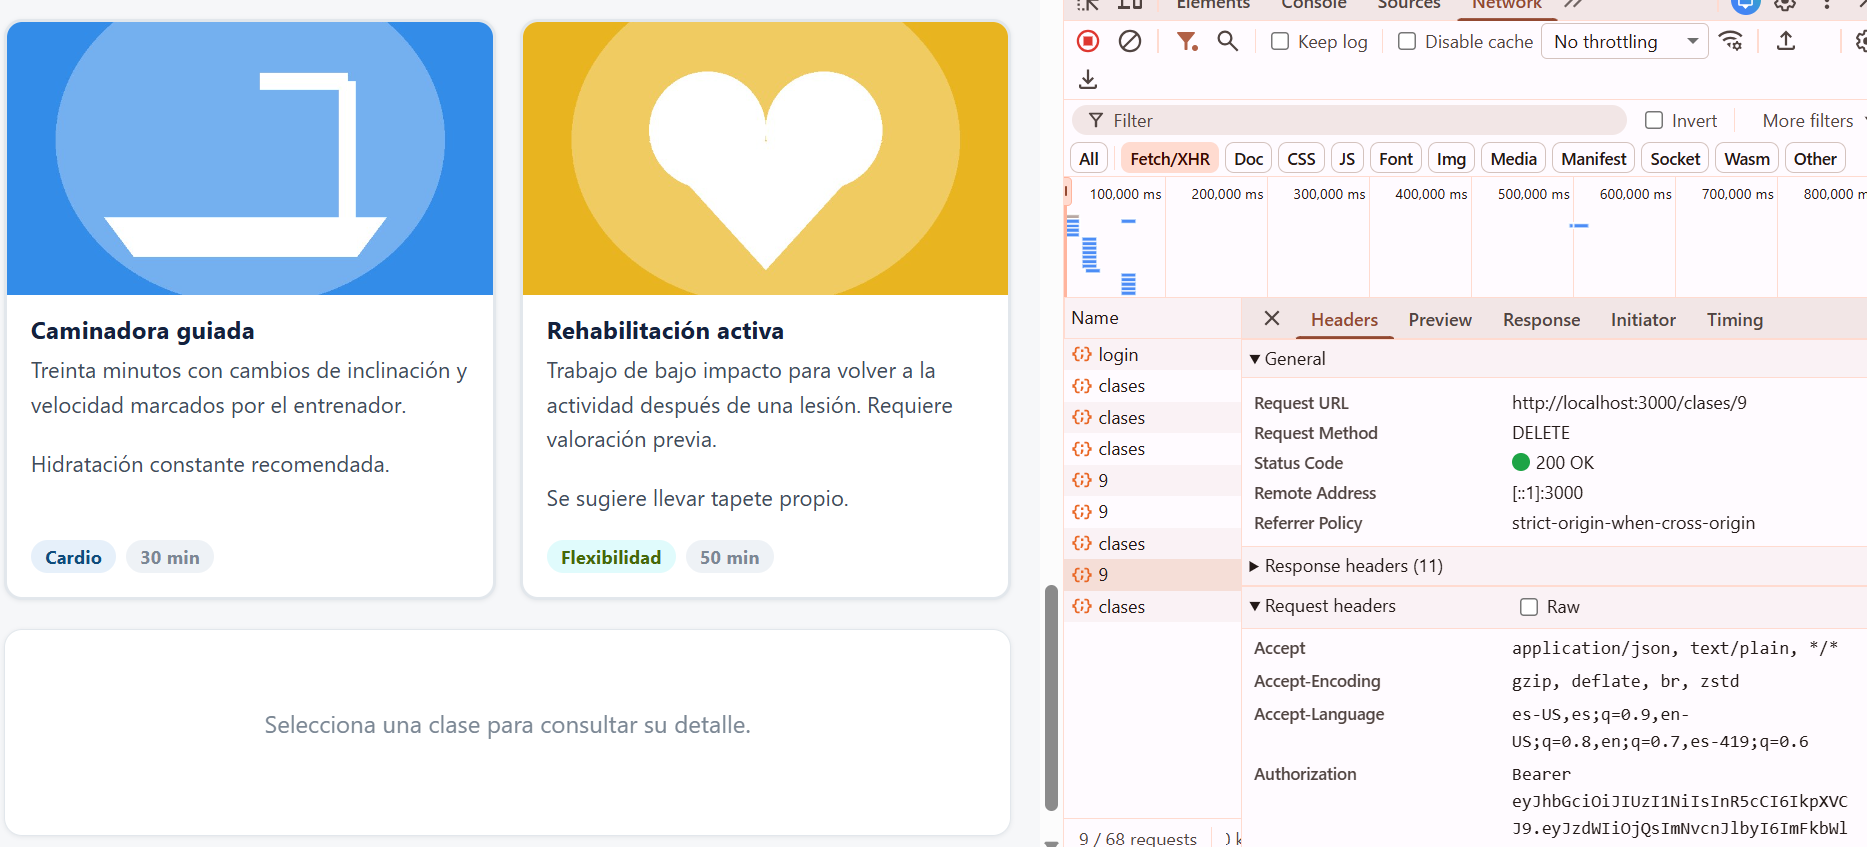 Caminadora guiada
Treinta minutos con cambios de inclinación y
velocidad marcados por el entrenador.
Hidratación constante recomendada.
Cardio
30 min
Rehabilitación activa
Trabajo de bajo impacto para volver a la
actividad después de una lesión. Requiere
valoración previa.
Se sugiere llevar tapete propio.
Flexibilidad
50 min
Selecciona una clase para consultar su detalle.
Elements Console Sources Network
Keep log Disable cache No throttling
Filter Invert More filters
All Fetch/XHR Doc CSS JS Font Img Media Manifest Socket Wasm Other
100,000 ms 200,000 ms 300,000 ms 400,000 ms 500,000 ms 600,000 ms 700,000 ms 800,000 m
Name
login
clases
clases
clases
9
9
clases
9
clases
9 / 68 requests
Headers Preview Response Initiator Timing
General
Request URL http://localhost:3000/clases/9
Request Method DELETE
Status Code 200 OK
Remote Address [::1]:3000
Referrer Policy strict-origin-when-cross-origin
Response headers (11)
Request headers Raw
Accept application/json, text/plain, */*
Accept-Encoding gzip, deflate, br, zstd
Accept-Language es-US,es;q=0.9,en-
US;q=0.8,en;q=0.7,es-419;q=0.6
Authorization Bearer
eyJhbGciOiJIUzI1NiIsInR5cCI6IkpXVC
J9.eyJzdWIiOjQsImNvcnJlbyI6ImFkbWl